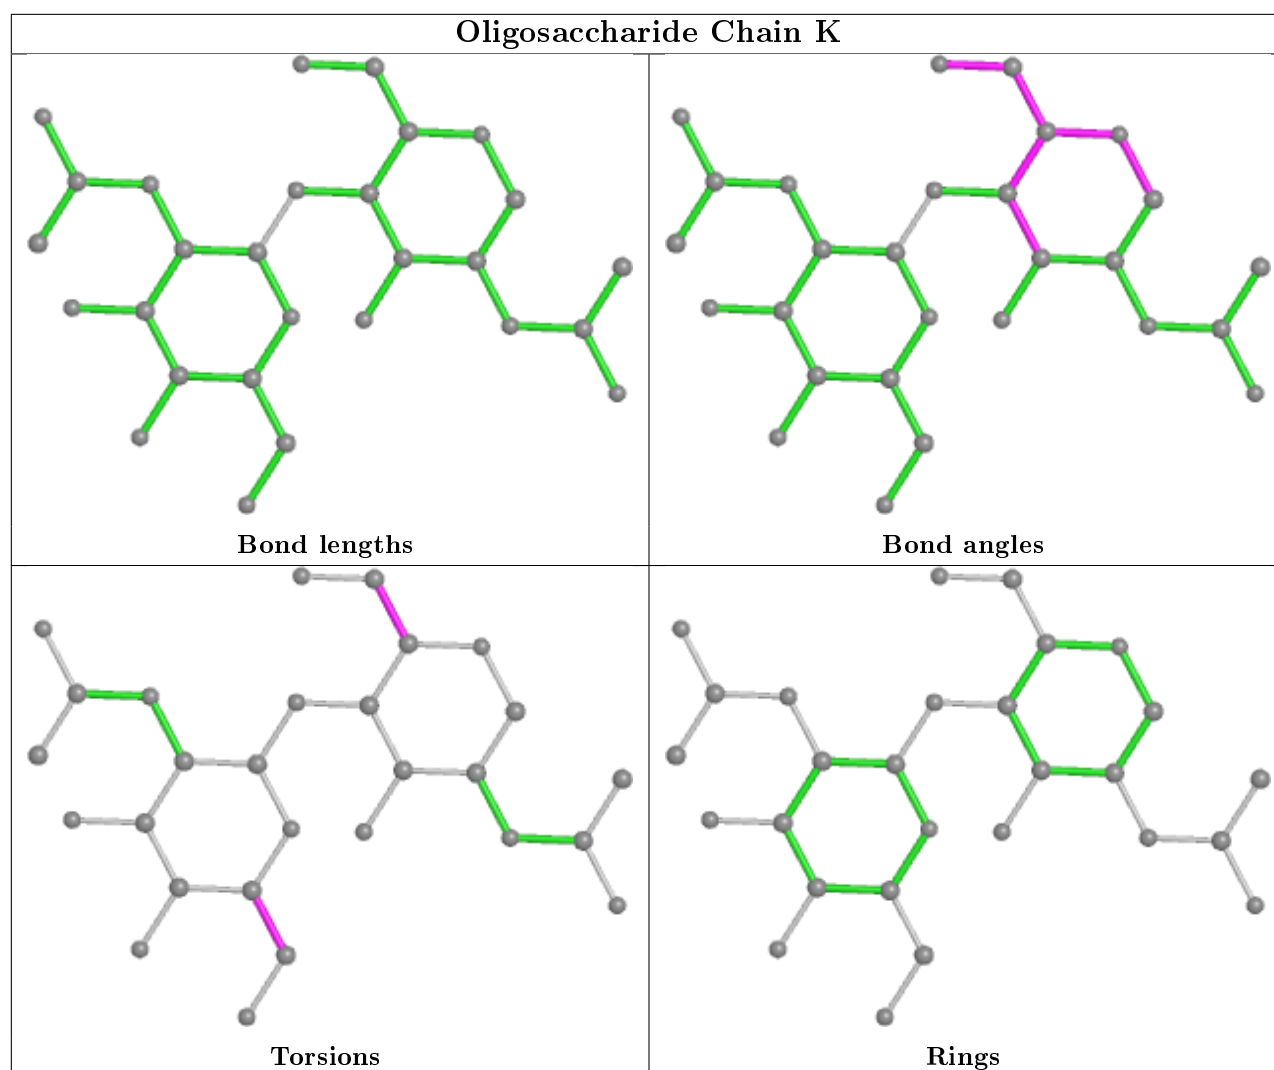 Oligosaccharide Chain K
Bond lengths
Bond angles
Torsions
Rings